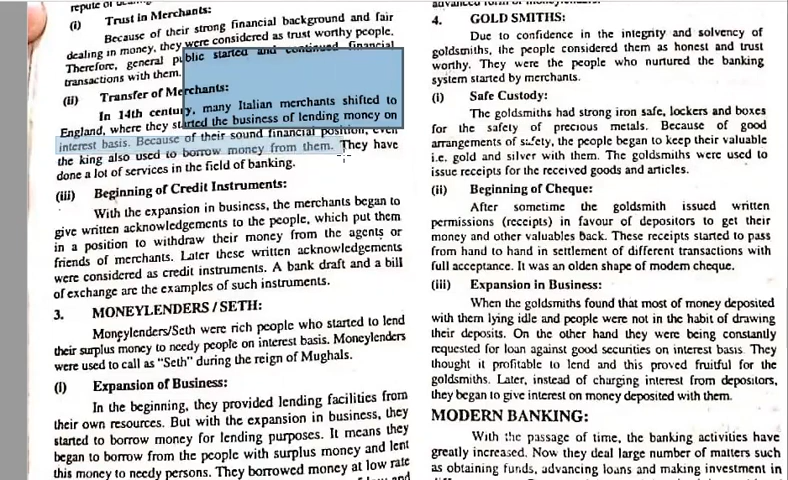 repute of
(i) Trust in Merchants:
Because of their strong financial background and fair
dealing in money, they were considered as trust worthy people.
Therefore, general public started and continued financial
transactions with them.
(ii) Transfer of Merchants:
In 14th century, many Italian merchants shifted to
England, where they started the business of lending money on
interest basis. Because of their sound financial position, even
the king also used to borrow money from them. They have
done a lot of services in the field of banking.
(iii) Beginning of Credit Instruments:
With the expansion in business, the merchants began to
give written acknowledgements to the people, which put them
in a position to withdraw their money from the agents or
friends of merchants. Later these written acknowledgements
were considered as credit instruments. A bank draft and a bill
of exchange are the examples of such instruments.
3. MONEYLENDERS / SETH:
Moneylenders/Seth were rich people who started to lend
their surplus money to needy people on interest basis. Moneylenders
were used to call as "Seth" during the reign of Mughals.
(i) Expansion of Business:
In the beginning, they provided lending facilities from
their own resources. But with the expansion in business, they
started to borrow money for lending purposes. It means they
began to borrow from the people with surplus money and lent
this money to needy persons. They borrowed money at low rate
4. GOLD SMITHS:
Due to confidence in the integrity and solvency of
goldsmiths, the people considered them as honest and trust
worthy. They were the people who nurtured the banking
system started by merchants.
(i) Safe Custody:
The goldsmiths had strong iron safe, lockers and boxes
for the safety of precious metals. Because of good
arrangements of safety, the people began to keep their valuable
i.e. gold and silver with them. The goldsmiths were used to
issue receipts for the received goods and articles.
(ii) Beginning of Cheque:
After sometime the goldsmith issued written
permissions (receipts) in favour of depositors to get their
money and other valuables back. These receipts started to pass
from hand to hand in settlement of different transactions with
full acceptance. It was an olden shape of modern cheque.
(iii) Expansion in Business:
When the goldsmiths found that most of money deposited
with them lying idle and people were not in the habit of drawing
their deposits. On the other hand they were being constantly
requested for loan against good securities on interest basis. They
thought it profitable to lend and this proved fruitful for the
goldsmiths. Later, instead of charging interest from depositors,
they began to give interest on money deposited with them.
MODERN BANKING:
With the passage of time, the banking activities have
greatly increased. Now they deal large number of matters such
as obtaining funds, advancing loans and making investment in